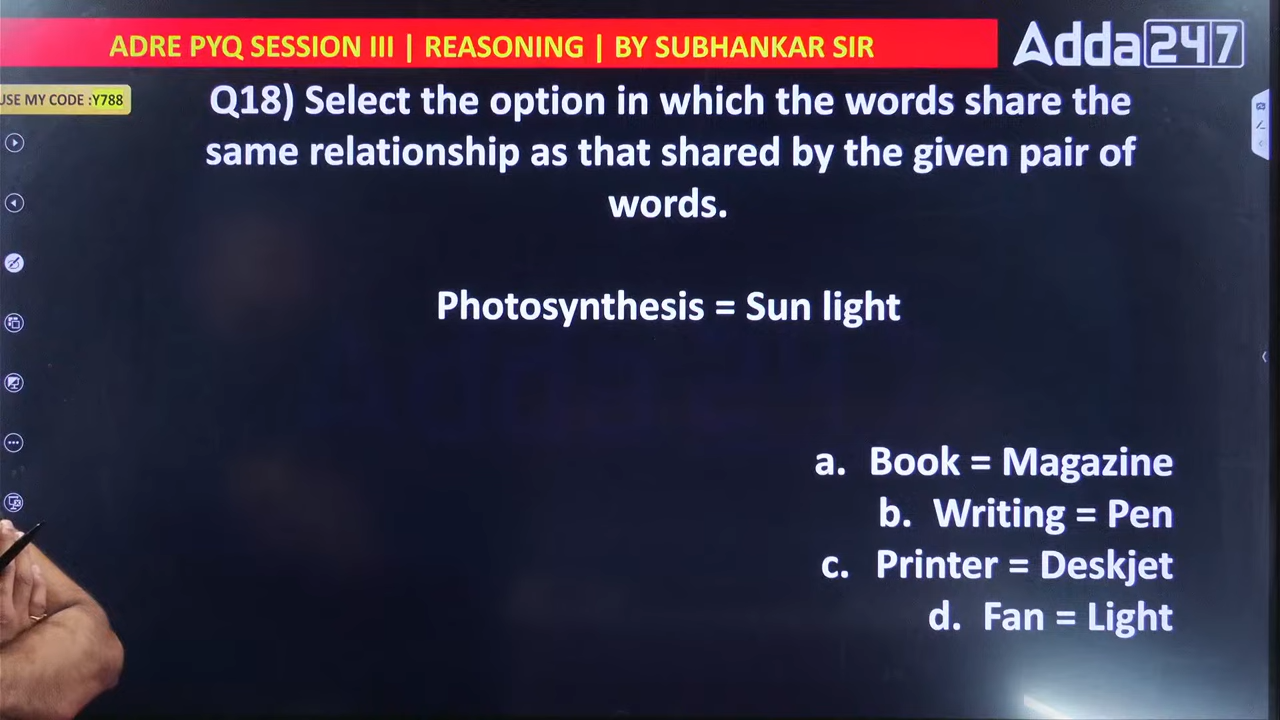 ADRE PYQ SESSION III | REASONING | BY SUBHANKAR SIR
Adda247
USE MY CODE :Y788
Q18) Select the option in which the words share the
same relationship as that shared by the given pair of
words.
Photosynthesis = Sun light
a. Book = Magazine
b. Writing = Pen
c. Printer = Deskjet
d. Fan = Light